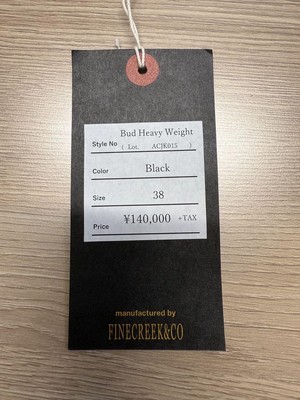 Bud Heavy Weight
Style No ( Lot. ACJK015 )
Color Black
Size 38
Price ¥140,000 +TAX
manufactured by
FINECREEK&CO